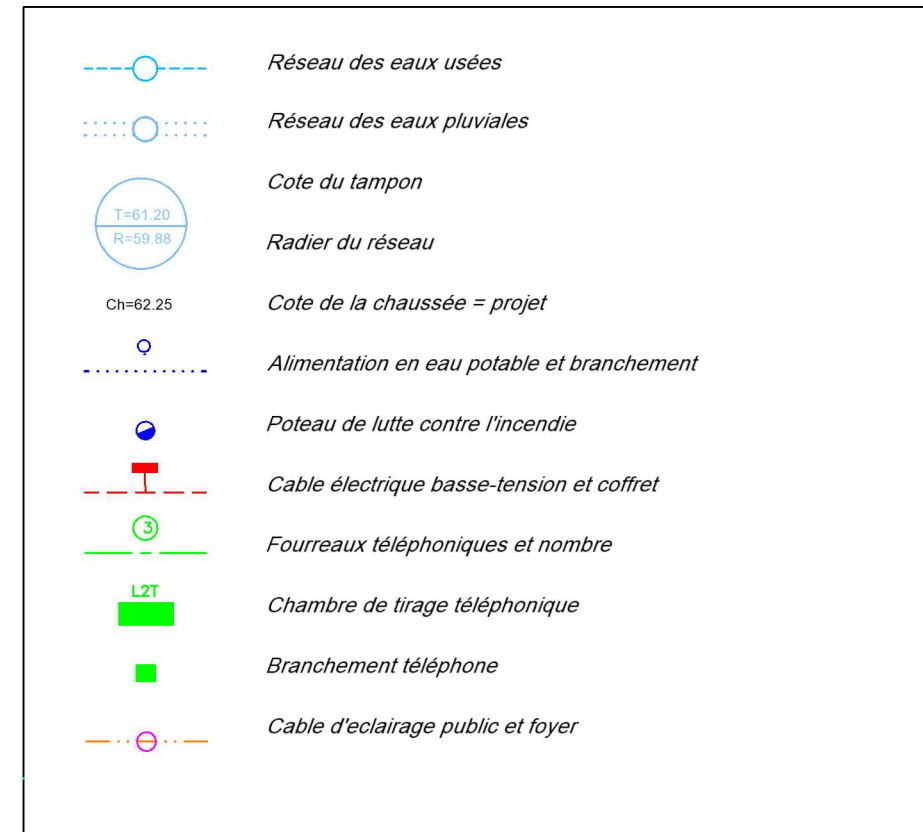 Réseau des eaux usées
Réseau des eaux pluviales
Cote du tampon
T=61.20
R=59.88
Radier du réseau
Ch=62.25
Cote de la chaussée = projet
Alimentation en eau potable et branchement
Poteau de lutte contre l'incendie
Cable électrique basse-tension et coffret
3
Fourreaux téléphoniques et nombre
L2T
Chambre de tirage téléphonique
Branchement téléphone
Cable d'eclairage public et foyer